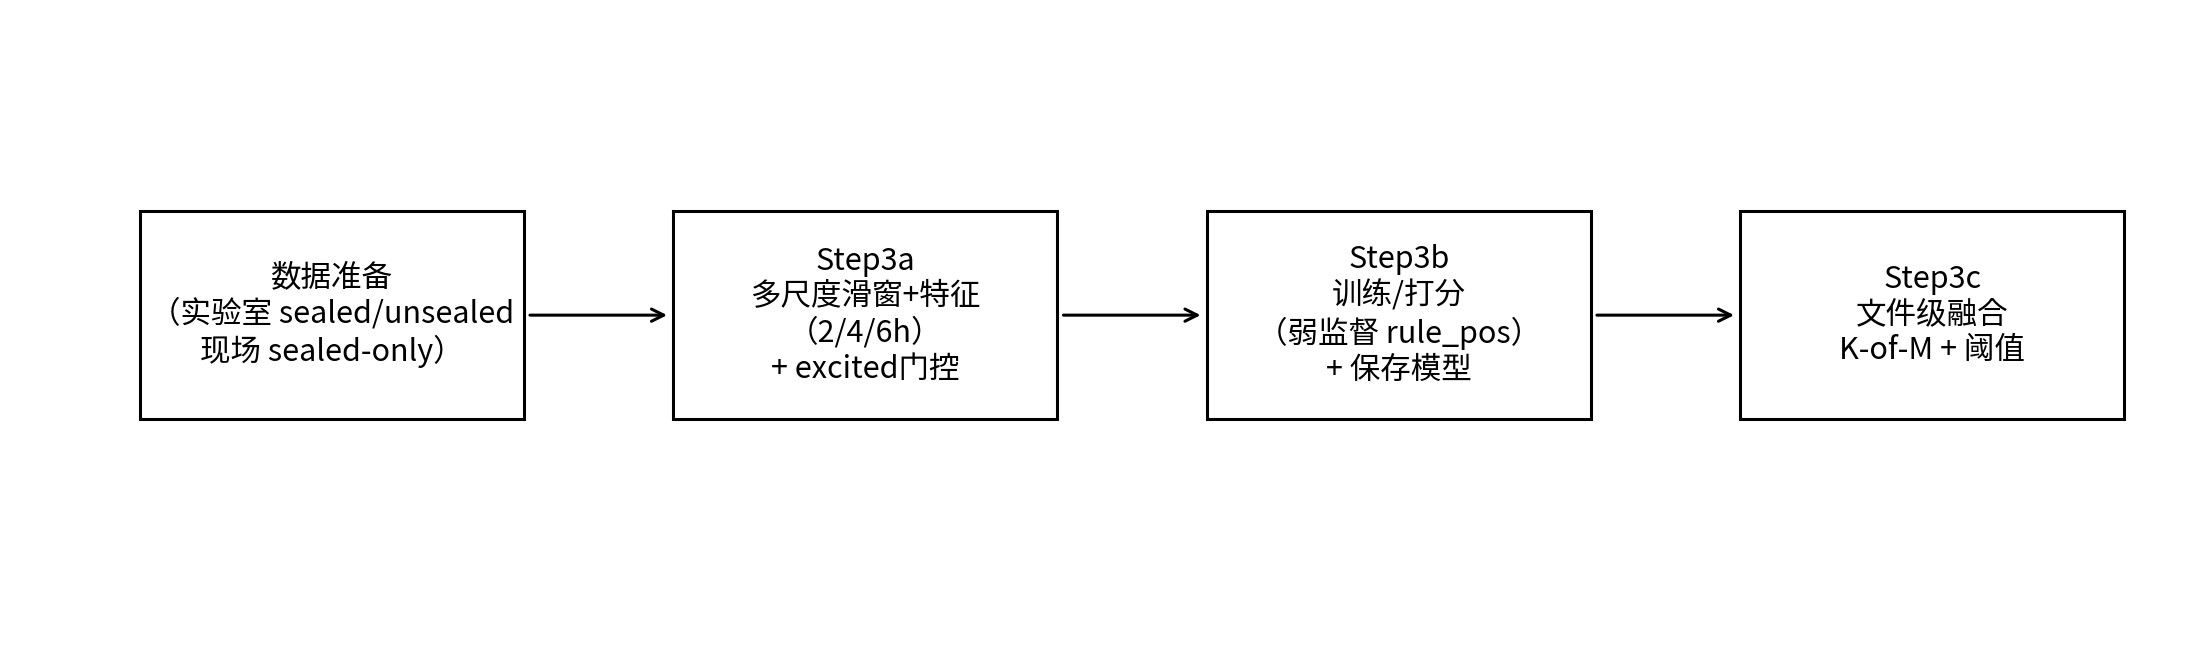 数据准备
（实验室 sealed/unsealed
现场 sealed-only）
Step3a
多尺度滑窗+特征
（2/4/6h）
+ excited门控
Step3b
训练/打分
（弱监督 rule_pos）
+ 保存模型
Step3c
文件级融合
K-of-M + 阈值